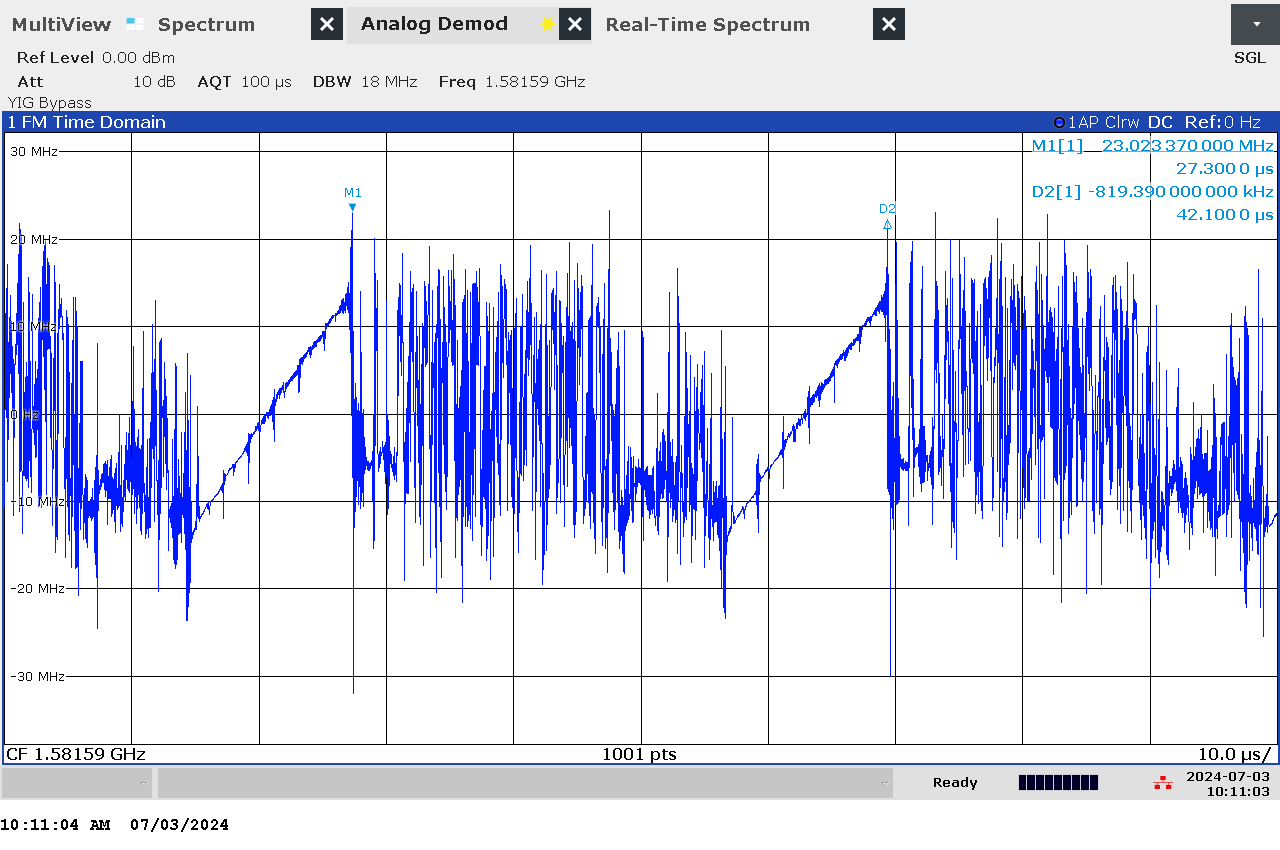 MultiView Spectrum Analog Demod Real-Time Spectrum
Ref Level 0.00 dBm SGL
Att 10 dB AQT 100 µs DBW 18 MHz Freq 1.58159 GHz
YIG Bypass
1 FM Time Domain 1AP Clrw DC Ref:0 Hz
30 MHz
M1[1] 23.023 370 000 MHz
27.300 0 µs
D2[1] -819.390 000 000 kHz
42.100 0 µs
M1
D2
20 MHz
10 MHz
0 Hz
-10 MHz
-20 MHz
-30 MHz
CF 1.58159 GHz 1001 pts 10.0 µs/
Ready 2024-07-03
10:11:03
10:11:04 AM 07/03/2024